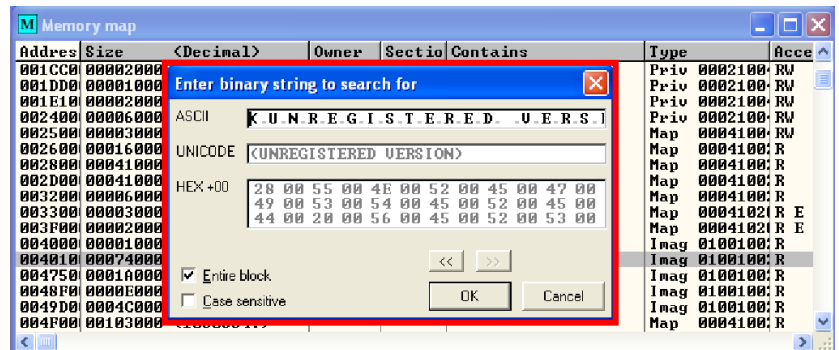 M Memory map
Addres Size (Decimal) Owner Sectio Contains Type Acce
001CC0 00002000 Priv 0002100 RW
001DD0 00001000 Priv 0002100 RW
001E10 00002000 Priv 0002100 RW
002400 00006000 Priv 0002100 RW
002500 00003000 Map 0004100 RW
002600 00016000 Map 0004100 R
002800 00041000 Map 0004100 R
002D00 00041000 Map 0004100 R
003200 00006000 Map 0004100 R
003300 00003000 Map 0004102 R E
003F00 00002000 Map 0004102 R E
004000 00001000 Imag 0100100 R
004010 00074000 Imag 0100100 R
004750 0001A000 Imag 0100100 R
0048F0 0000E000 Imag 0100100 R
0049D0 0004C000 Imag 0100100 R
004F00 00103000 Map 0004100 R
Enter binary string to search for
ASCII (.U.N.R.E.G.I.S.T.E.R.E.D. .V.E.R.S.I
UNICODE (UNREGISTERED VERSION)
HEX +00 28 00 55 00 4E 00 52 00 45 00 47 00
49 00 53 00 54 00 45 00 52 00 45 00
44 00 20 00 56 00 45 00 52 00 53 00
<< >>
Entire block
Case sensitive
OK Cancel